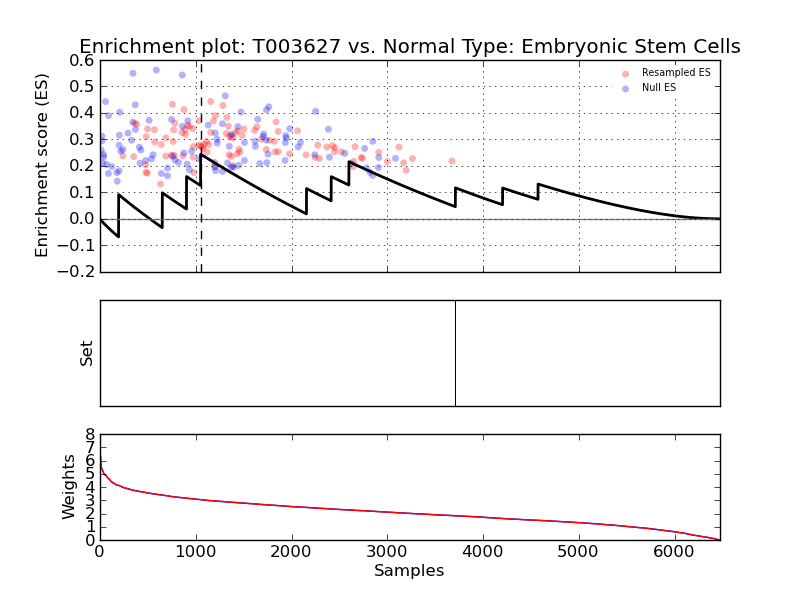 Enrichment plot: T003627 vs. Normal Type: Embryonic Stem Cells
Enrichment score (ES)
0.6
0.5
0.4
0.3
0.2
0.1
0.0
−0.1
−0.2
Resampled ES
Null ES
Set
Weights
8
7
6
5
4
3
2
1
0
0 1000 2000 3000 4000 5000 6000
Samples